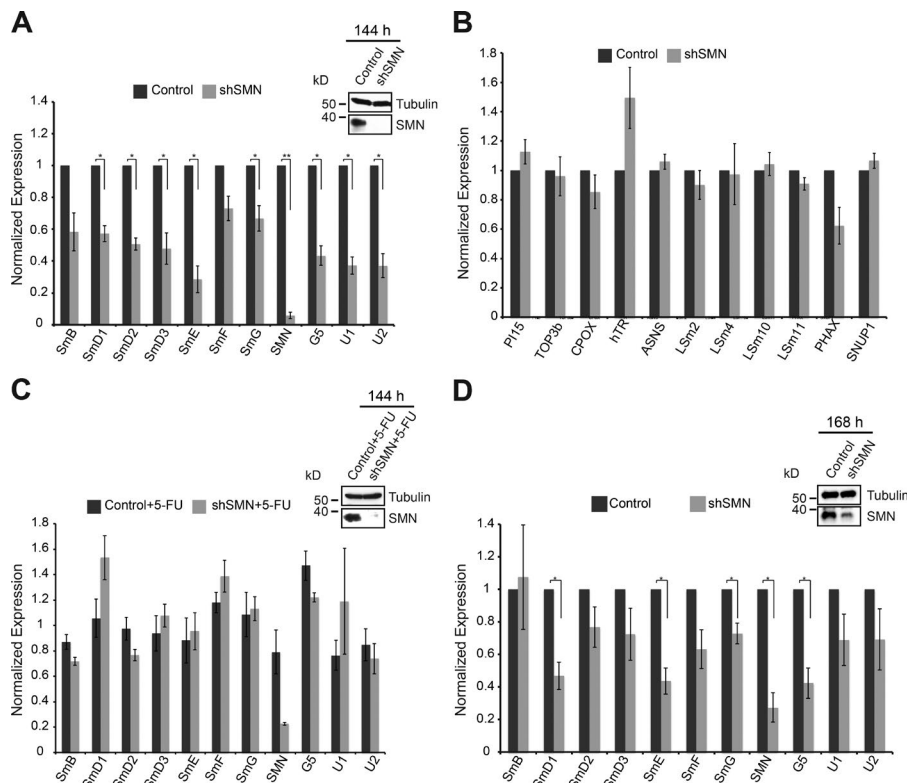 A
144 h
Control
shSMN
kD
50
40
Tubulin
SMN
Control
shSMN
Normalized Expression
1.4
1.2
1
0.8
0.6
0.4
0.2
0
*
*
*
*
*
**
*
*
*
SmB
SmD1
SmD2
SmD3
SmE
SmF
SmG
SMN
G5
U1
U2
B
Control
shSMN
Normalized Expression
1.8
1.6
1.4
1.2
1
0.8
0.6
0.4
0.2
0
PI15
TOP3b
CPOX
hTR
ASNS
LSm2
LSm4
LSm10
LSm11
PHAX
SNUP1
C
144 h
Control+5-FU
shSMN+5-FU
kD
50
40
Tubulin
SMN
Control+5-FU
shSMN+5-FU
Normalized Expression
1.8
1.6
1.4
1.2
1
0.8
0.6
0.4
0.2
0
SmB
SmD1
SmD2
SmD3
SmE
SmF
SmG
SMN
G5
U1
U2
D
168 h
Control
shSMN
kD
50
40
Tubulin
SMN
Control
shSMN
Normalized Expression
1.4
1.2
1
0.8
0.6
0.4
0.2
0
*
*
*
*
*
SmB
SmD1
SmD2
SmD3
SmE
SmF
SmG
SMN
G5
U1
U2